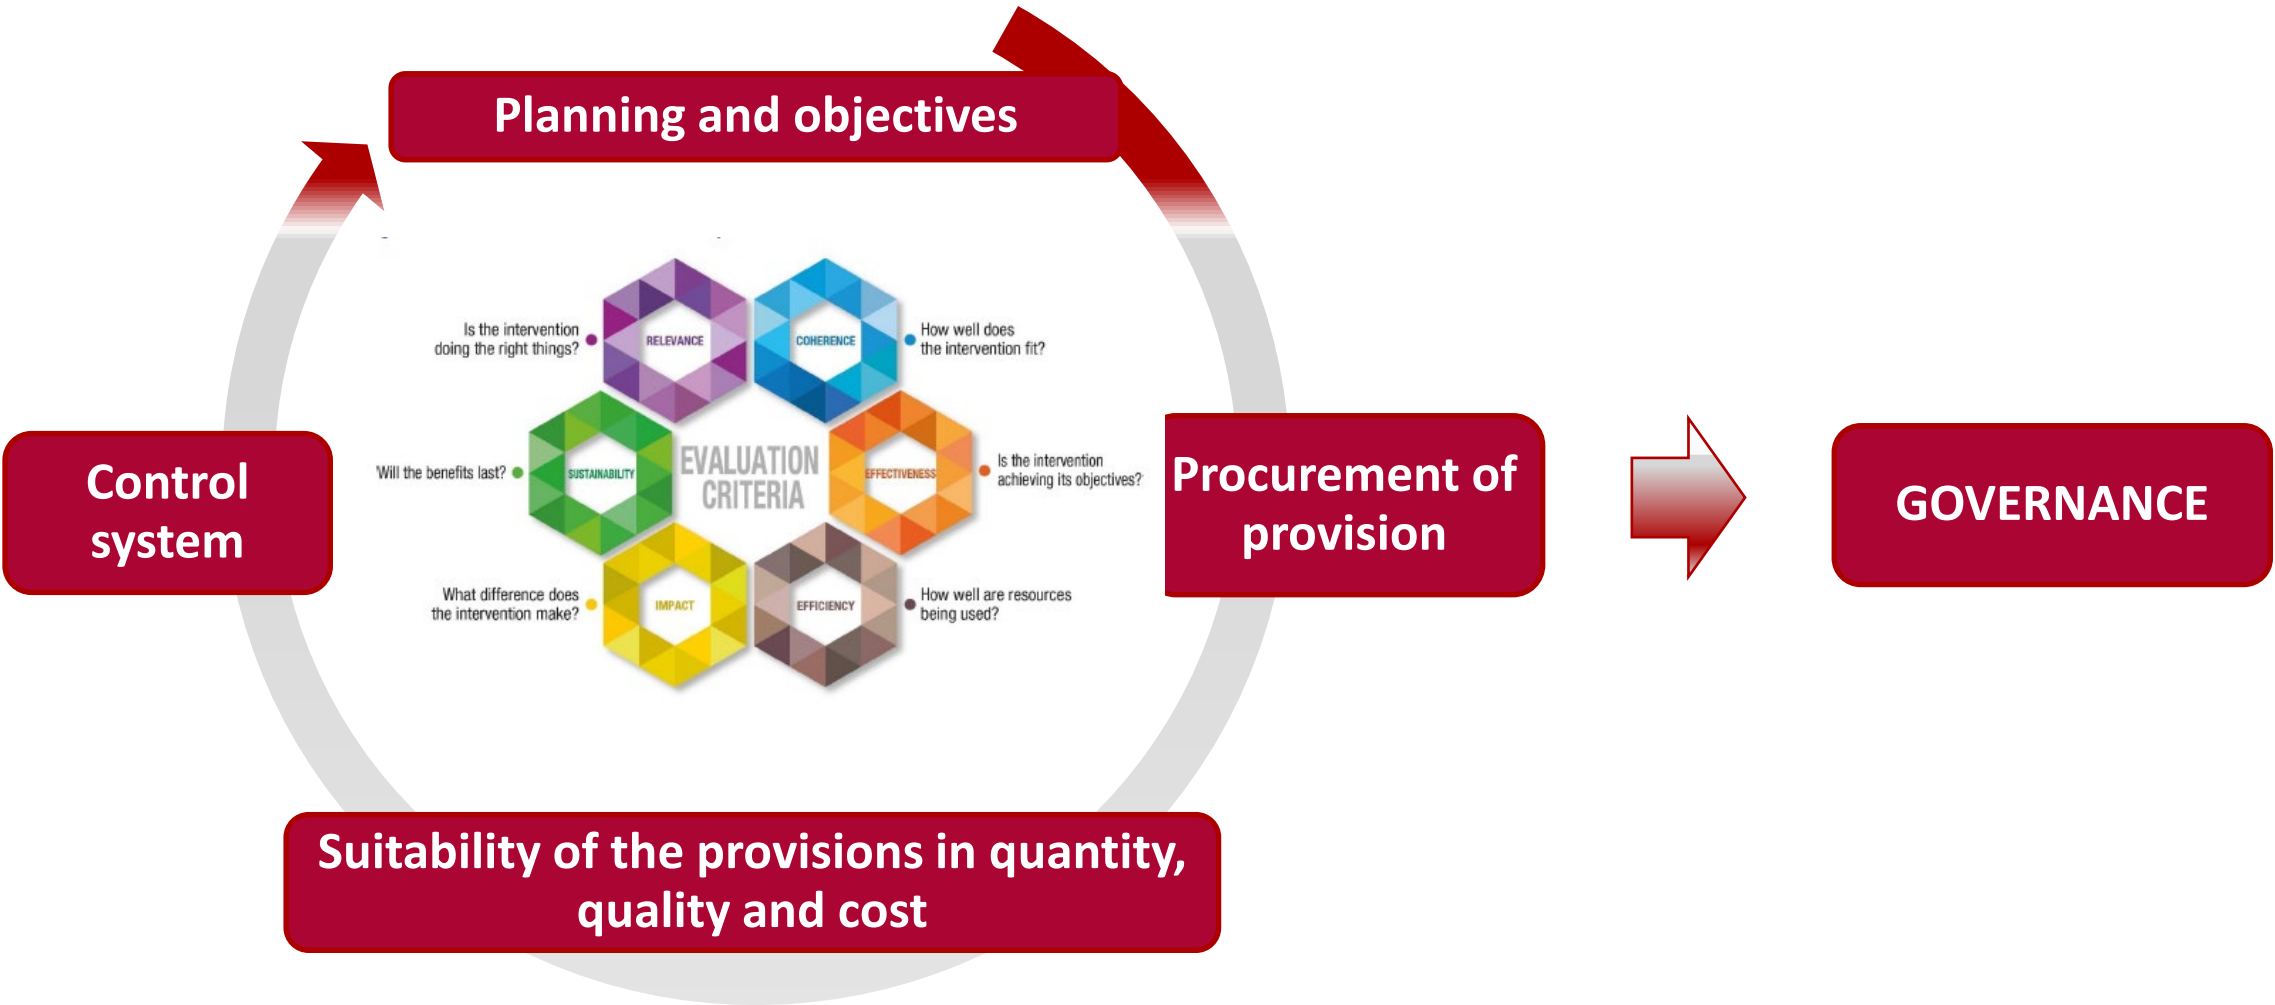 Planning and objectives
Is the intervention
doing the right things?
RELEVANCE
COHERENCE
How well does
the intervention fit?
Control
system
'Will the benefits last?
SUSTAINABILITY
EVALUATION
CRITERIA
EFFECTIVENESS
Is the intervention
achieving its objectives?
Procurement of
provision
GOVERNANCE
What difference does
the intervention make?
IMPACT
EFFICIENCY
How well are resources
being used?
Suitability of the provisions in quantity,
quality and cost